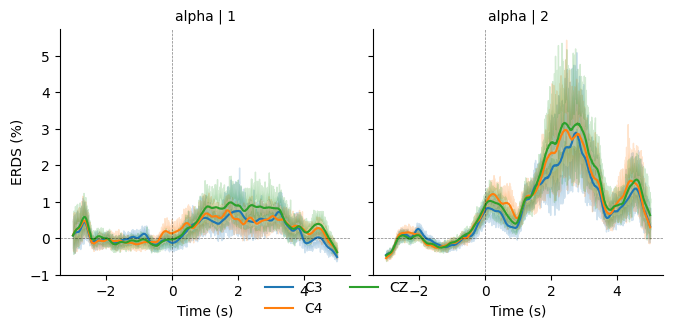 alpha | 1
alpha | 2
ERDS (%)
5
4
3
2
1
0
−1
−2 0 2 4
−2 0 2 4
Time (s)
Time (s)
C3 CZ
C4